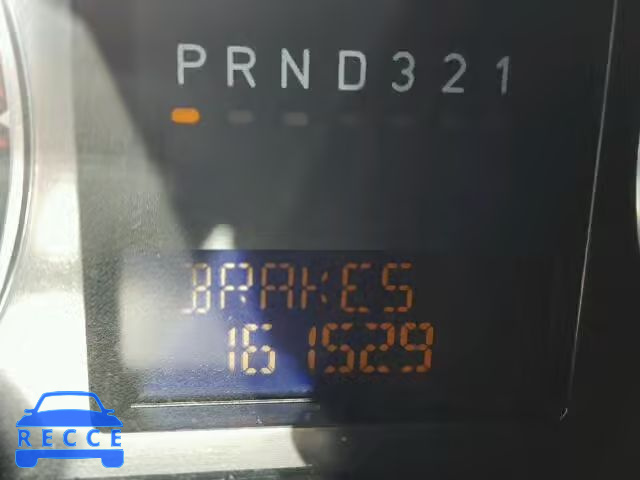 P R N D 3 2 1
BRAKES
161529
RECCE